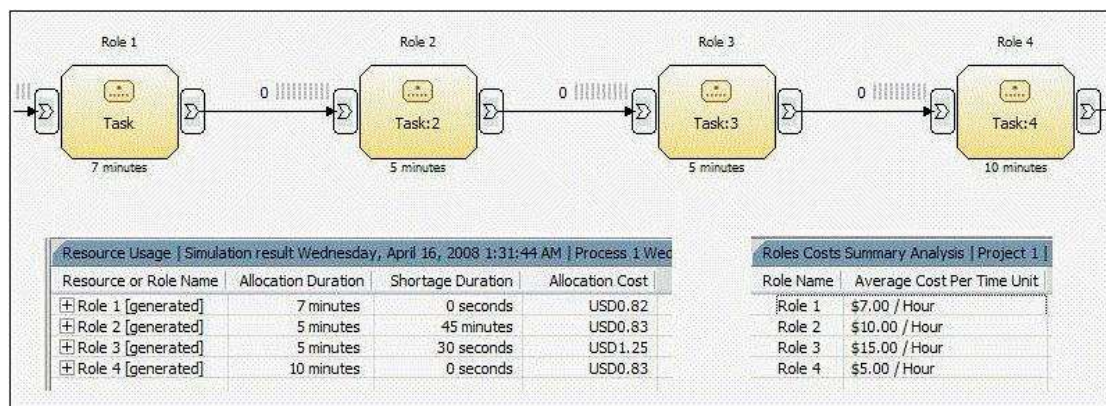 Role 1 Role 2 Role 3 Role 4
0 0 0
Task Task:2 Task:3 Task:4
7 minutes 5 minutes 5 minutes 10 minutes
Resource Usage | Simulation result Wednesday, April 16, 2008 1:31:44 AM | Process 1 Wed
Resource or Role Name Allocation Duration Shortage Duration Allocation Cost
Role 1 [generated] 7 minutes 0 seconds USD0.82
Role 2 [generated] 5 minutes 45 minutes USD0.83
Role 3 [generated] 5 minutes 30 seconds USD1.25
Role 4 [generated] 10 minutes 0 seconds USD0.83
Roles Costs Summary Analysis | Project 1 |
Role Name Average Cost Per Time Unit
Role 1 $7.00 / Hour
Role 2 $10.00 / Hour
Role 3 $15.00 / Hour
Role 4 $5.00 / Hour